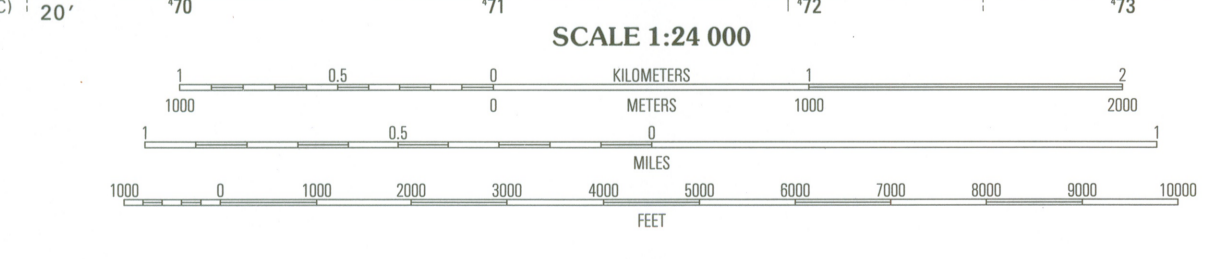 C) 20′ ⁴70 ⁴71 ⁴72 ⁴73
SCALE 1:24 000
1 0.5 0 KILOMETERS 1 2
1000 0 METERS 1000 2000
1 0.5 0 1
MILES
1000 0 1000 2000 3000 4000 5000 6000 7000 8000 9000 10000
FEET